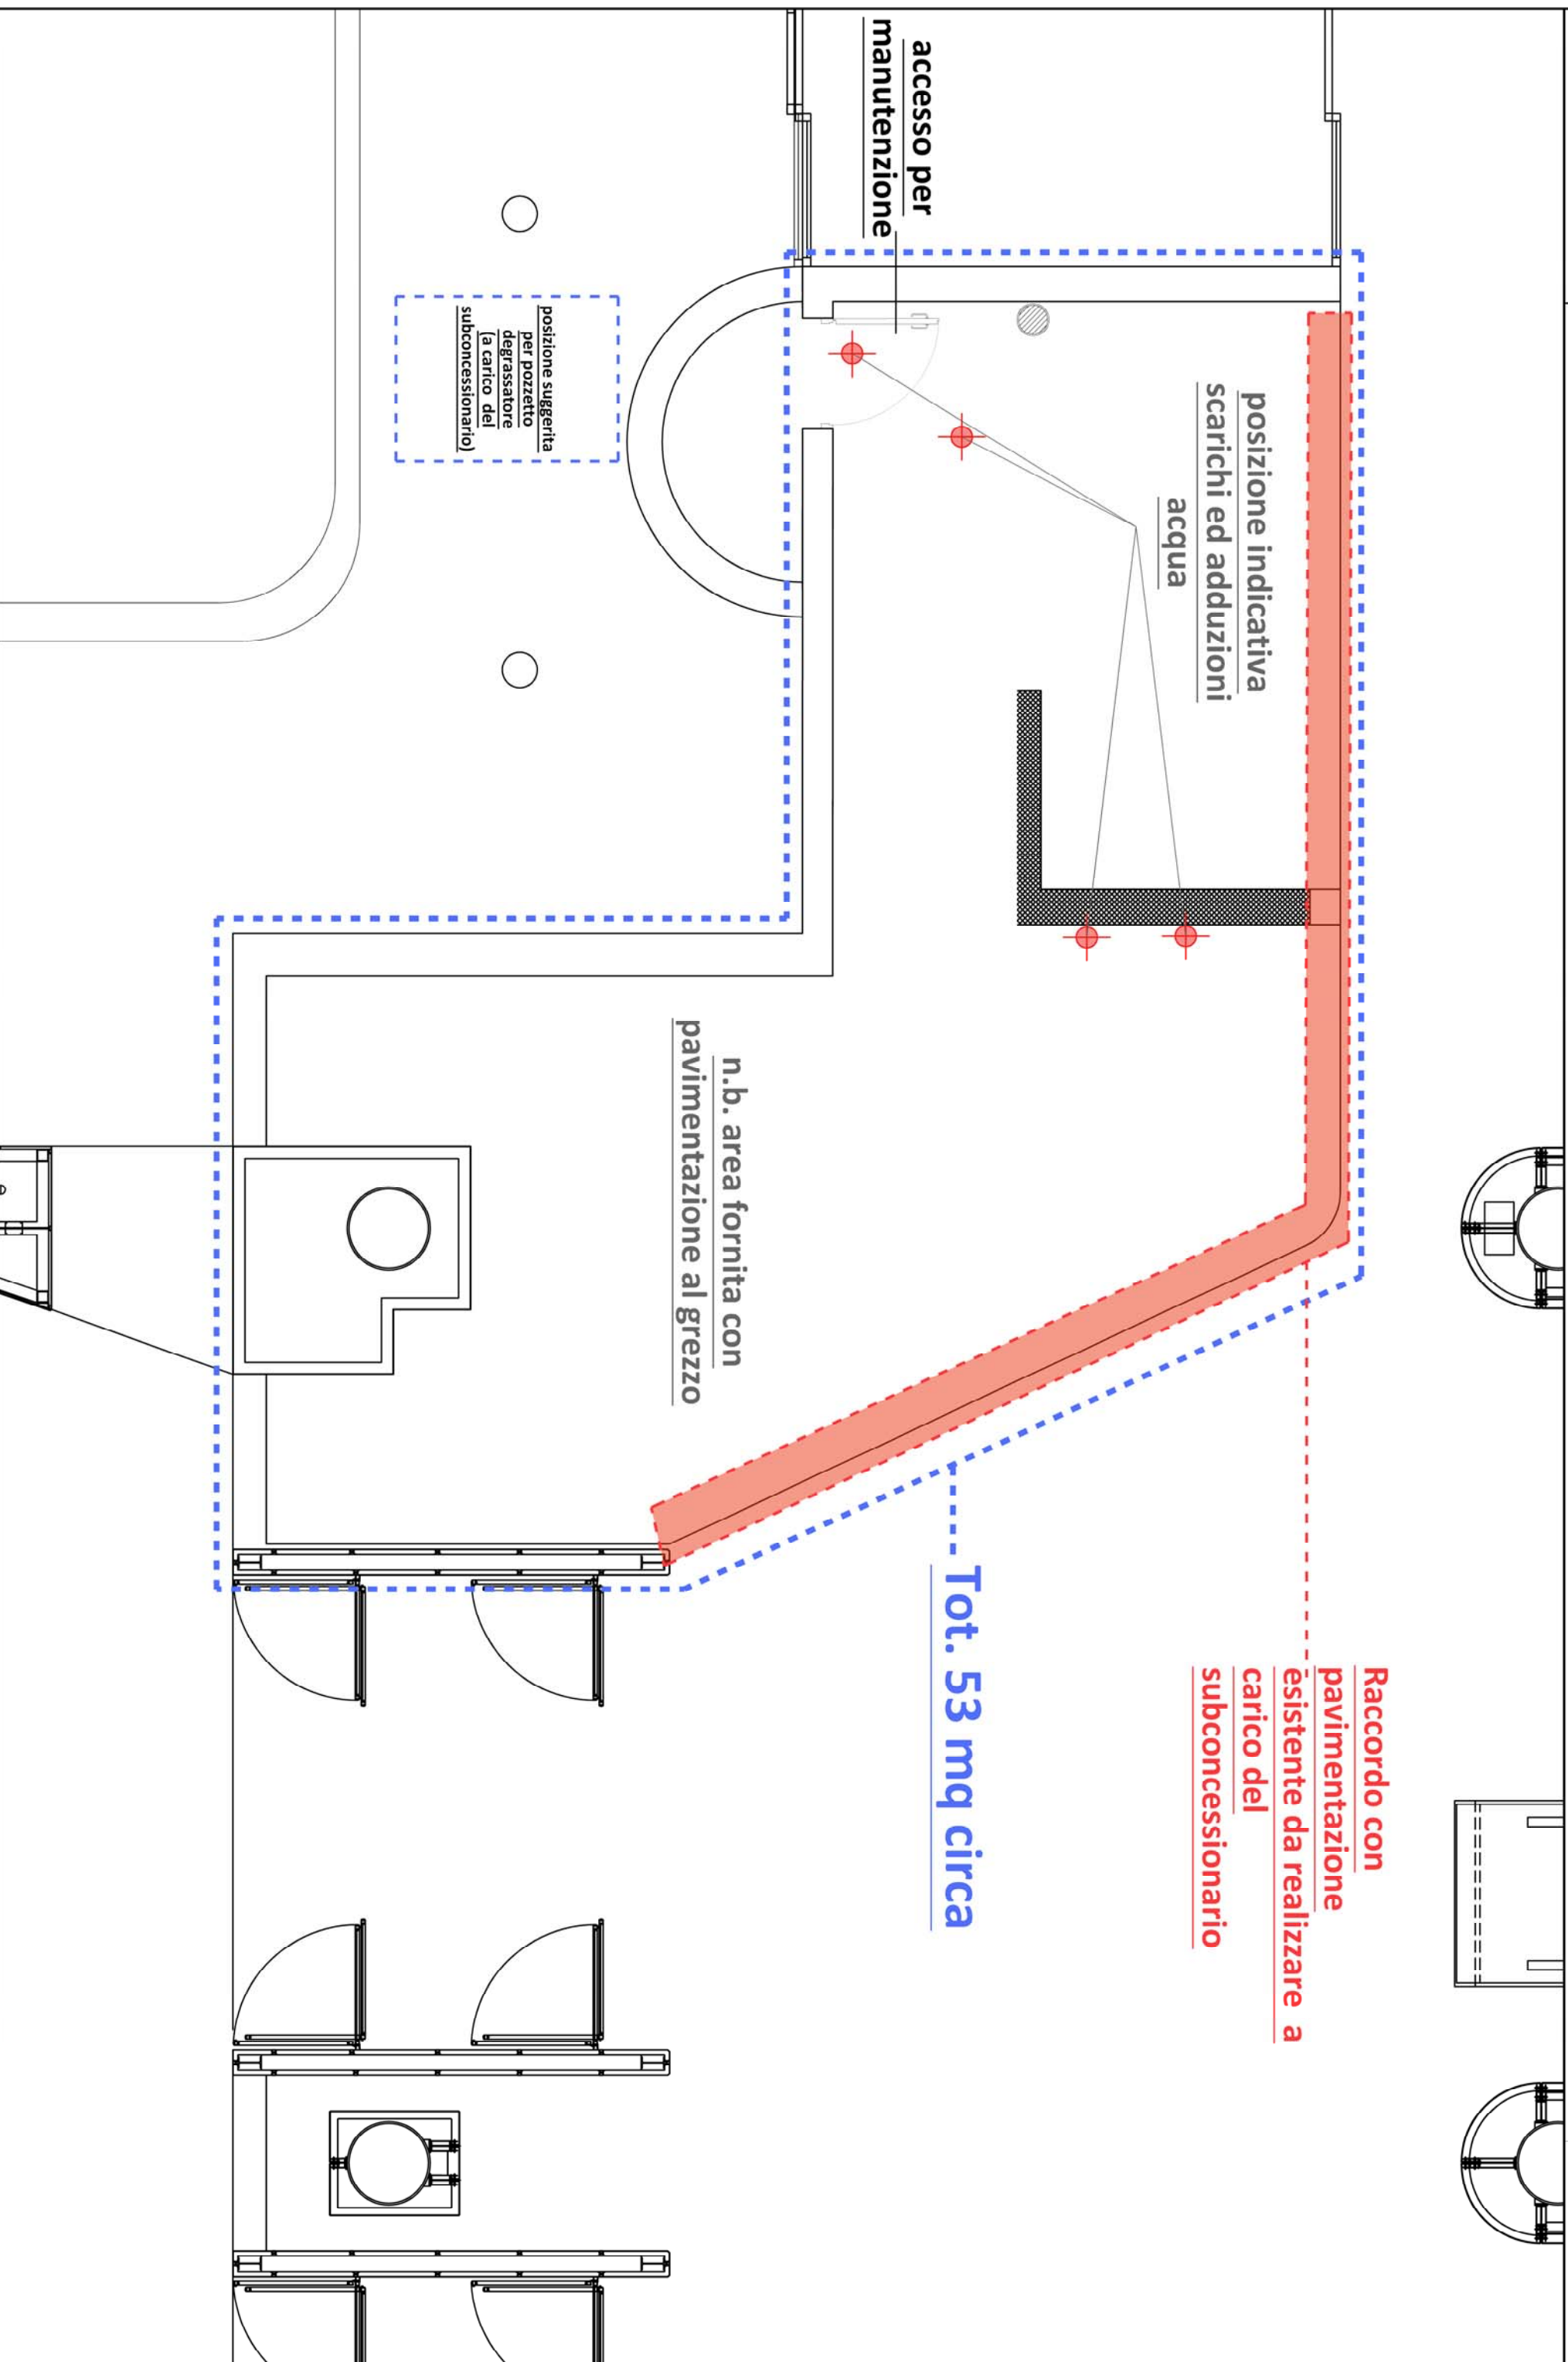 accesso per
manutenzione
posizione indicativa
scarichi ed adduzioni
acqua
posizione suggerita
per pozzetto
degrassatore
(a carico del
subconcessionario)
n.b. area fornita con
pavimentazione al grezzo
Raccordo con
pavimentazione
esistente da realizzare a
carico del
subconcessionario
Tot. 53 mq circa